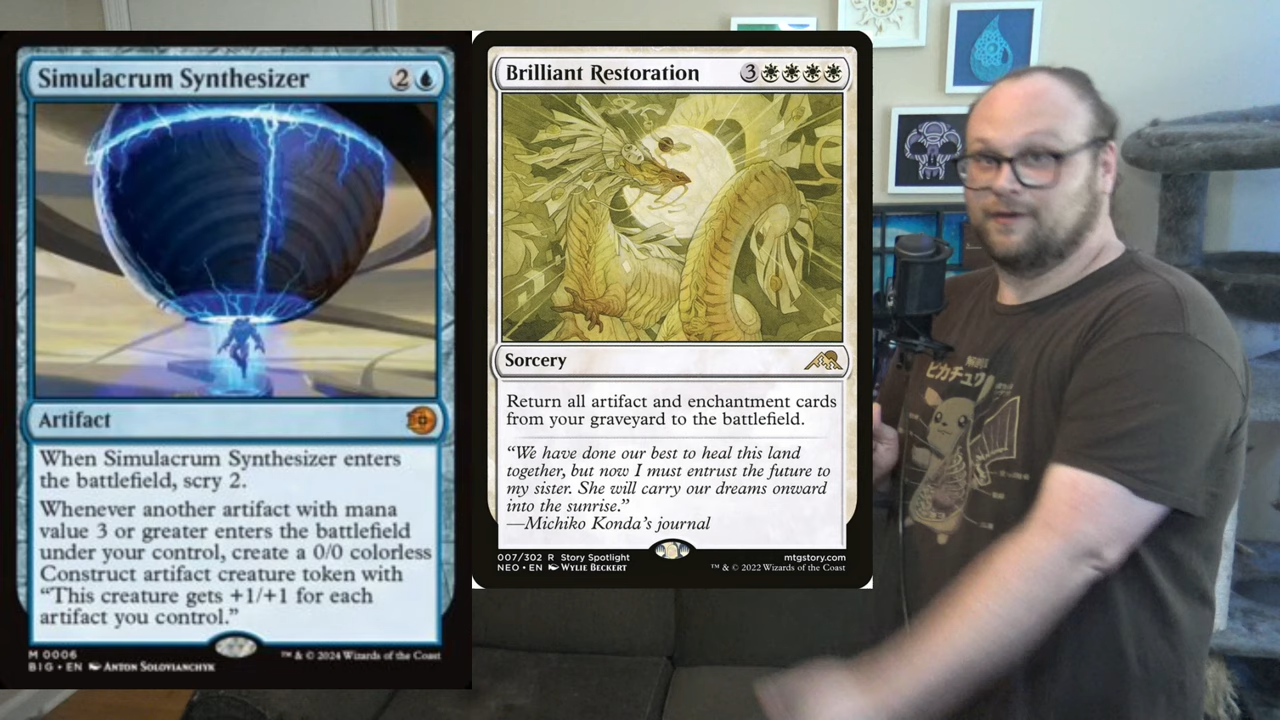 Simulacrum Synthesizer 2
Artifact
When Simulacrum Synthesizer enters
the battlefield, scry 2.
Whenever another artifact with mana
value 3 or greater enters the battlefield
under your control, create a 0/0 colorless
Construct artifact creature token with
“This creature gets +1/+1 for each
artifact you control.”
M 0006
BIG • EN Anton Solovianchyk
™ & © 2024 Wizards of the Coast
Brilliant Restoration 3
Sorcery
Return all artifact and enchantment cards
from your graveyard to the battlefield.
“We have done our best to heal this land
together, but now I must entrust the future to
my sister. She will carry our dreams onward
into the sunrise.”
—Michiko Konda’s journal
007/302 R Story Spotlight
NEO • EN Wylie Beckert
mtgstory.com
™ & © 2022 Wizards of the Coast
ピカチュウ